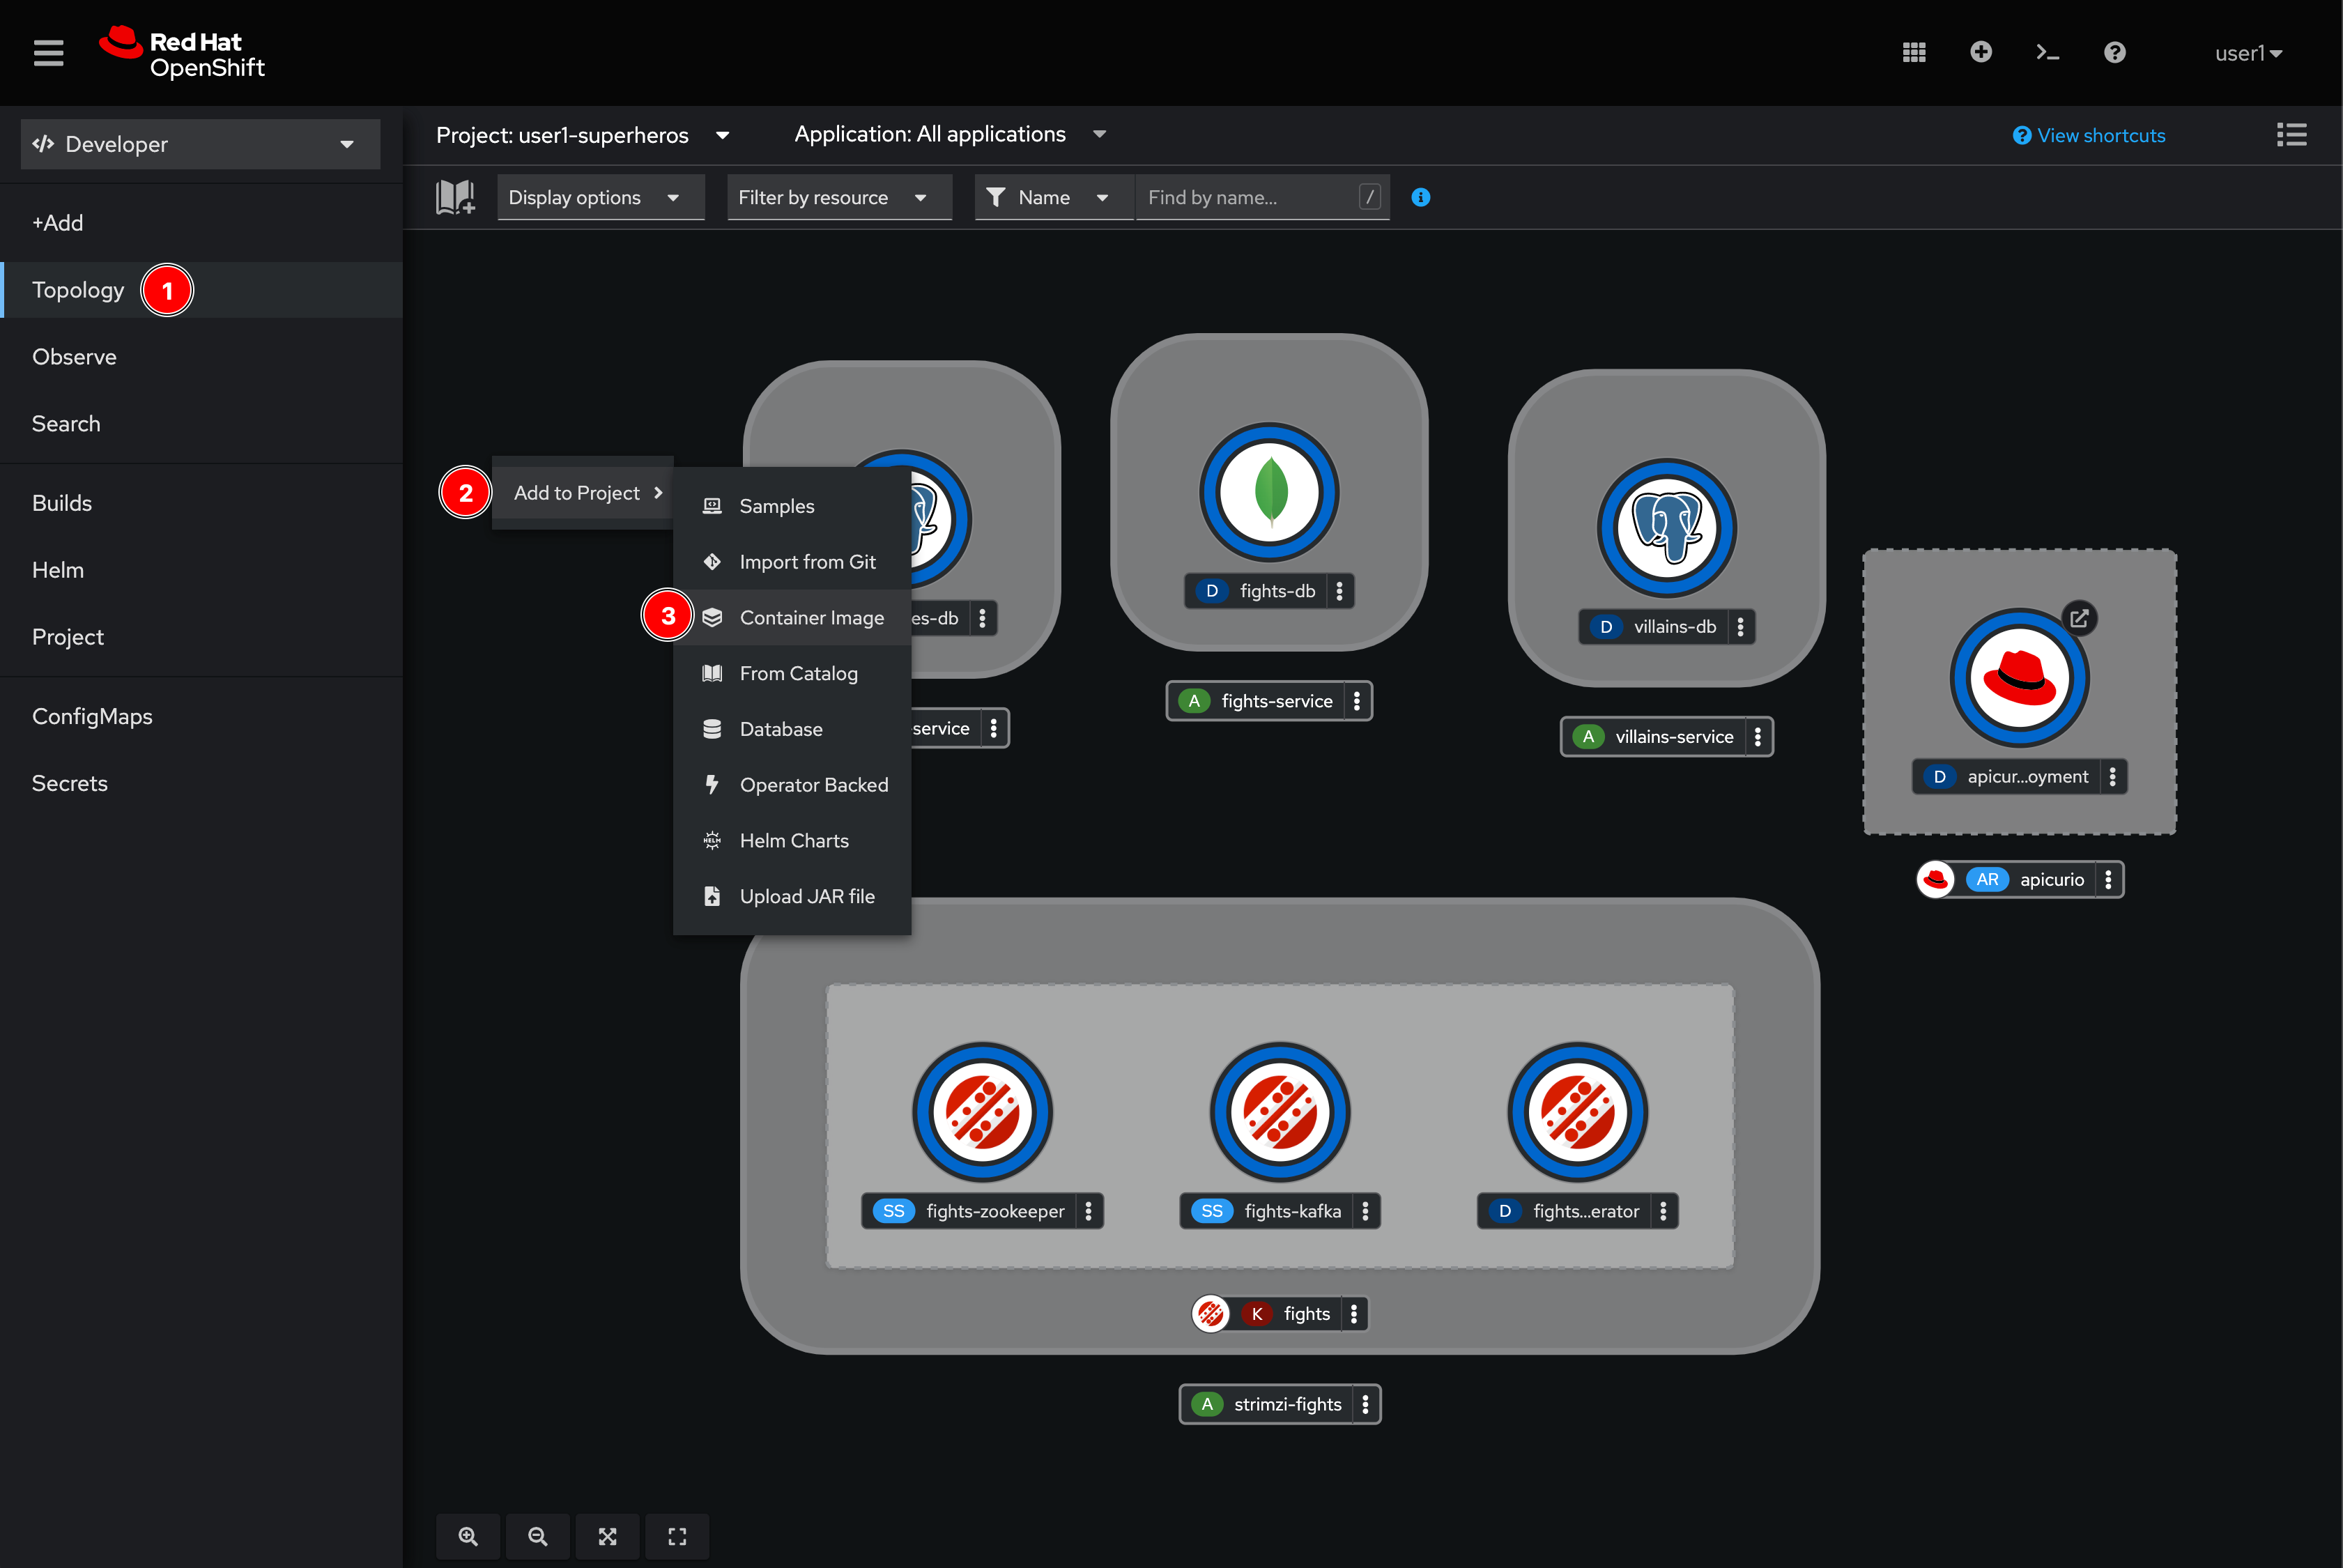 Red Hat
OpenShift
user1
Developer
Project: user1-superheros
Application: All applications
View shortcuts
Display options
Filter by resource
Name
Find by name...
/
+Add
Topology
1
Observe
Search
Builds
Helm
Project
ConfigMaps
Secrets
2
Add to Project
Samples
Import from Git
3
Container Image
From Catalog
Database
Operator Backed
HELM
Helm Charts
Upload JAR file
es-db
service
D fights-db
A fights-service
D villains-db
A villains-service
D apicur...oyment
AR apicurio
SS fights-zookeeper
SS fights-kafka
D fights...erator
K fights
A strimzi-fights